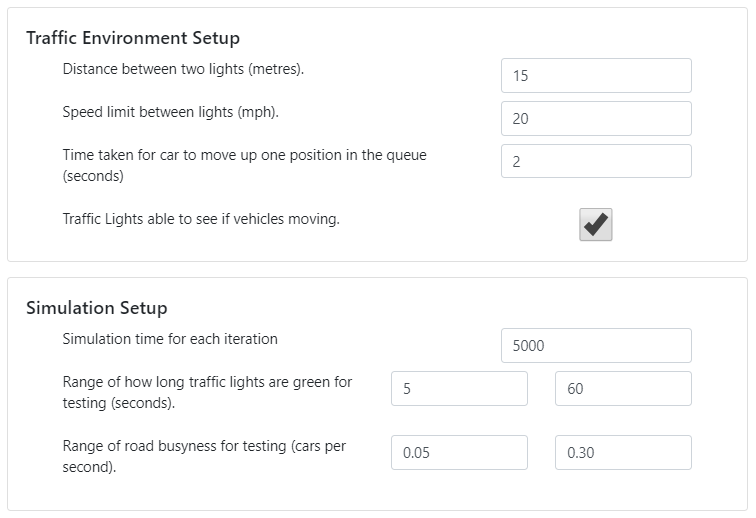 Traffic Environment Setup
Distance between two lights (metres).
15
Speed limit between lights (mph).
20
Time taken for car to move up one position in the queue
(seconds)
2
Traffic Lights able to see if vehicles moving.
Simulation Setup
Simulation time for each iteration
5000
Range of how long traffic lights are green for
testing (seconds).
5
60
Range of road busyness for testing (cars per
second).
0.05
0.30